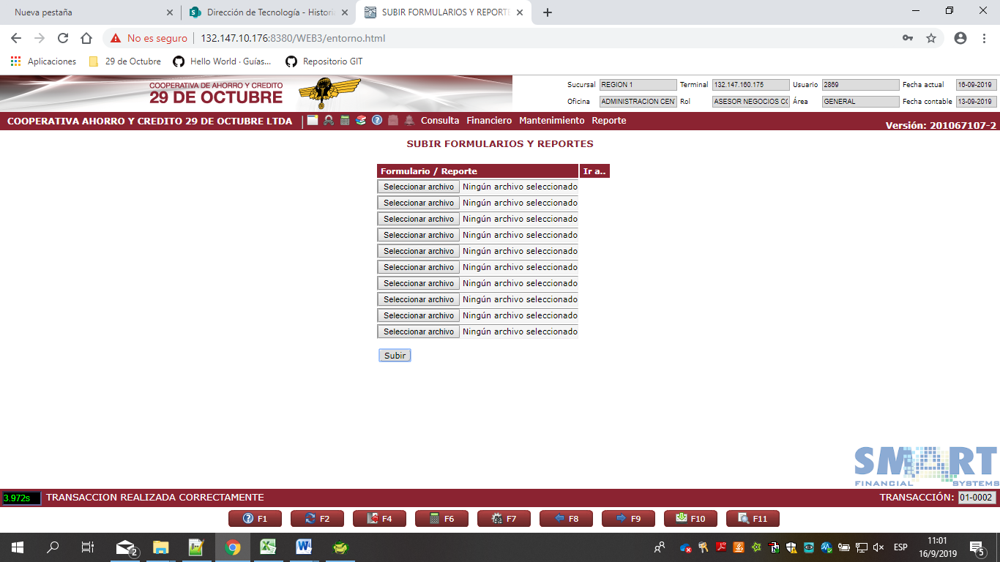 Nueva pestaña
Dirección de Tecnología - Histori
SUBIR FORMULARIOS Y REPORTE
No es seguro
132.147.10.176:8380/WEB3/entorno.html
Aplicaciones
29 de Octubre
Hello World · Guías...
Repositorio GIT
COOPERATIVA DE AHORRO Y CREDITO
29 DE OCTUBRE
Sucursal REGION 1 Terminal 132.147.160.175 Usuario 2869 Fecha actual 16-09-2019
Oficina ADMINISTRACION CEN Rol ASESOR NEGOCIOS CO Área GENERAL Fecha contable 13-09-2019
COOPERATIVA AHORRO Y CREDITO 29 DE OCTUBRE LTDA Consulta Financiero Mantenimiento Reporte
Versión: 201067107-2
SUBIR FORMULARIOS Y REPORTES
Formulario / Reporte Ir a..
Seleccionar archivo Ningún archivo seleccionado
Seleccionar archivo Ningún archivo seleccionado
Seleccionar archivo Ningún archivo seleccionado
Seleccionar archivo Ningún archivo seleccionado
Seleccionar archivo Ningún archivo seleccionado
Seleccionar archivo Ningún archivo seleccionado
Seleccionar archivo Ningún archivo seleccionado
Seleccionar archivo Ningún archivo seleccionado
Seleccionar archivo Ningún archivo seleccionado
Seleccionar archivo Ningún archivo seleccionado
Subir
SMART
FINANCIAL SYSTEMS
3.972s TRANSACCION REALIZADA CORRECTAMENTE TRANSACCIÓN: 01-0002
F1 F2 F4 F6 F7 F8 F9 F10 F11
2
ESP
11:01
16/9/2019
5